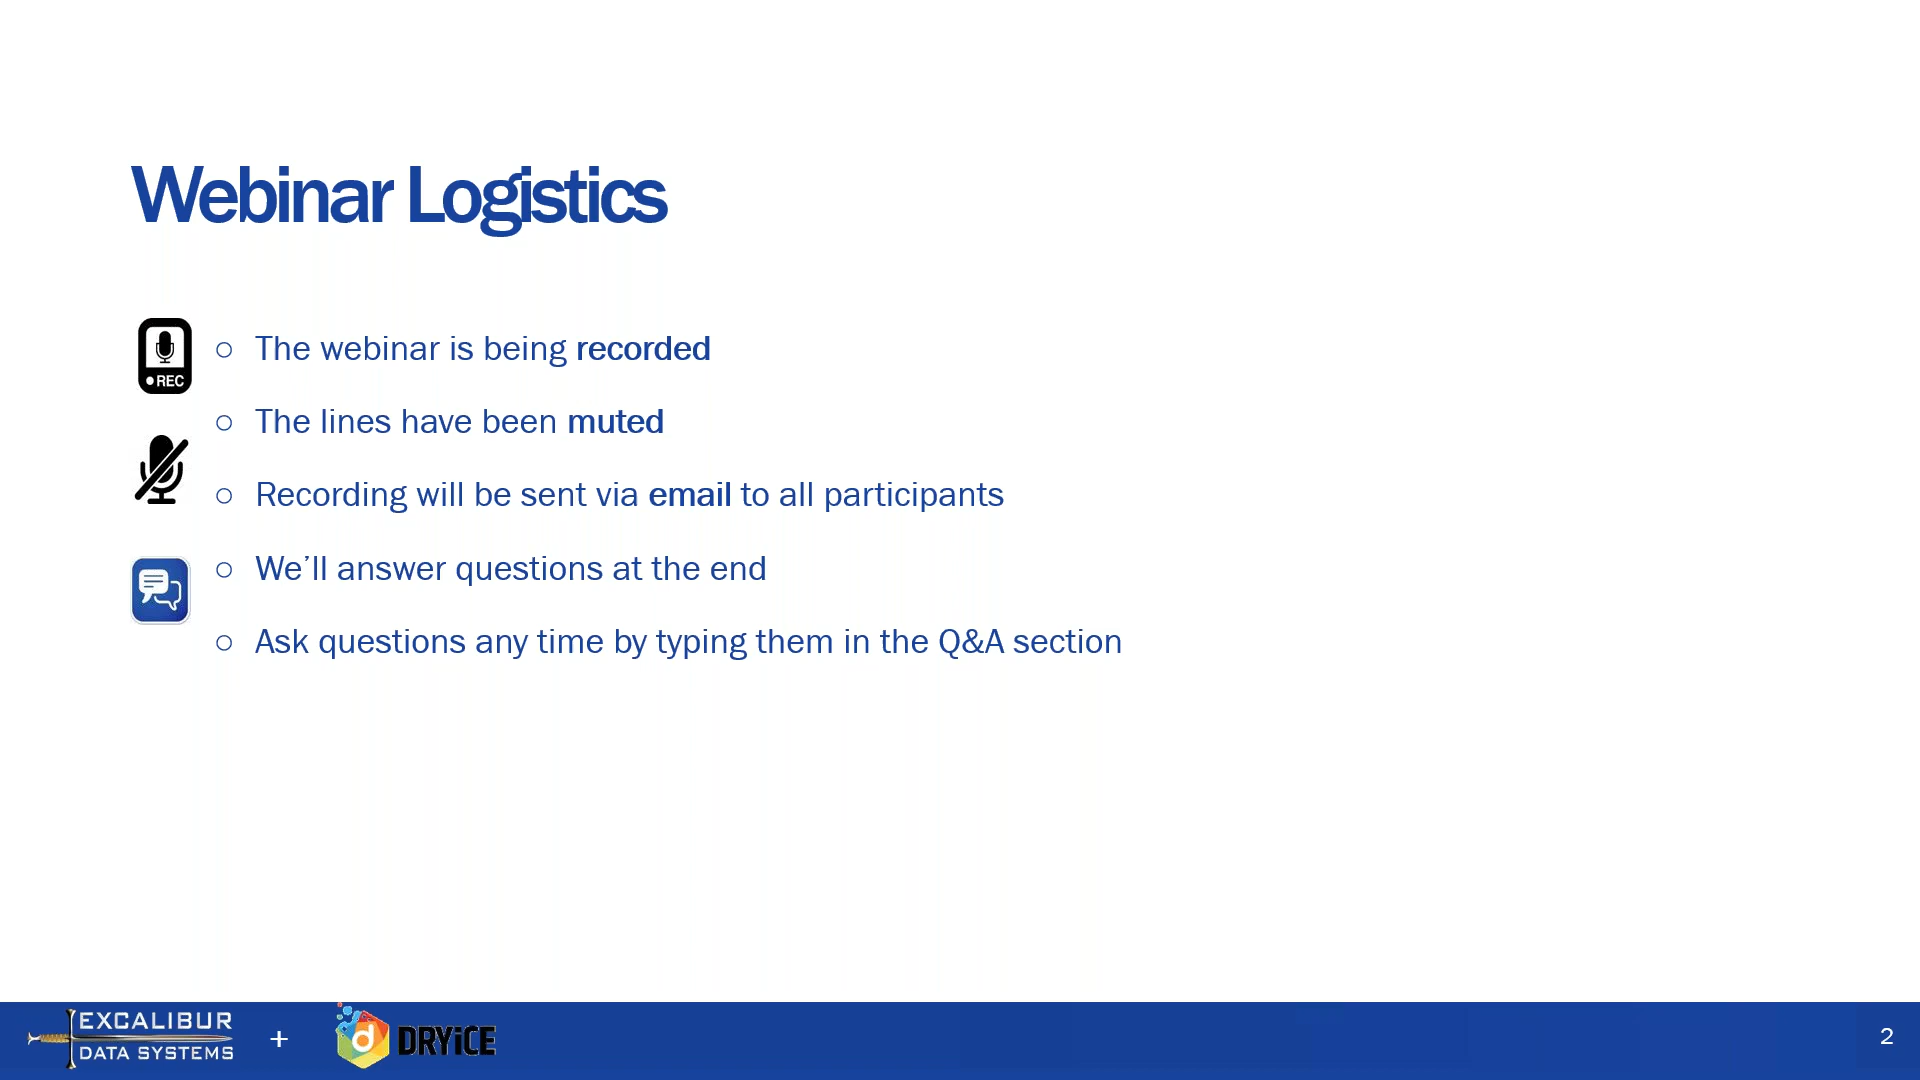 Webinar Logistics
REC
○ The webinar is being recorded
○ The lines have been muted
○ Recording will be sent via email to all participants
○ We’ll answer questions at the end
○ Ask questions any time by typing them in the Q&A section
EXCALIBUR
DATA SYSTEMS
+
d DRYiCE
2